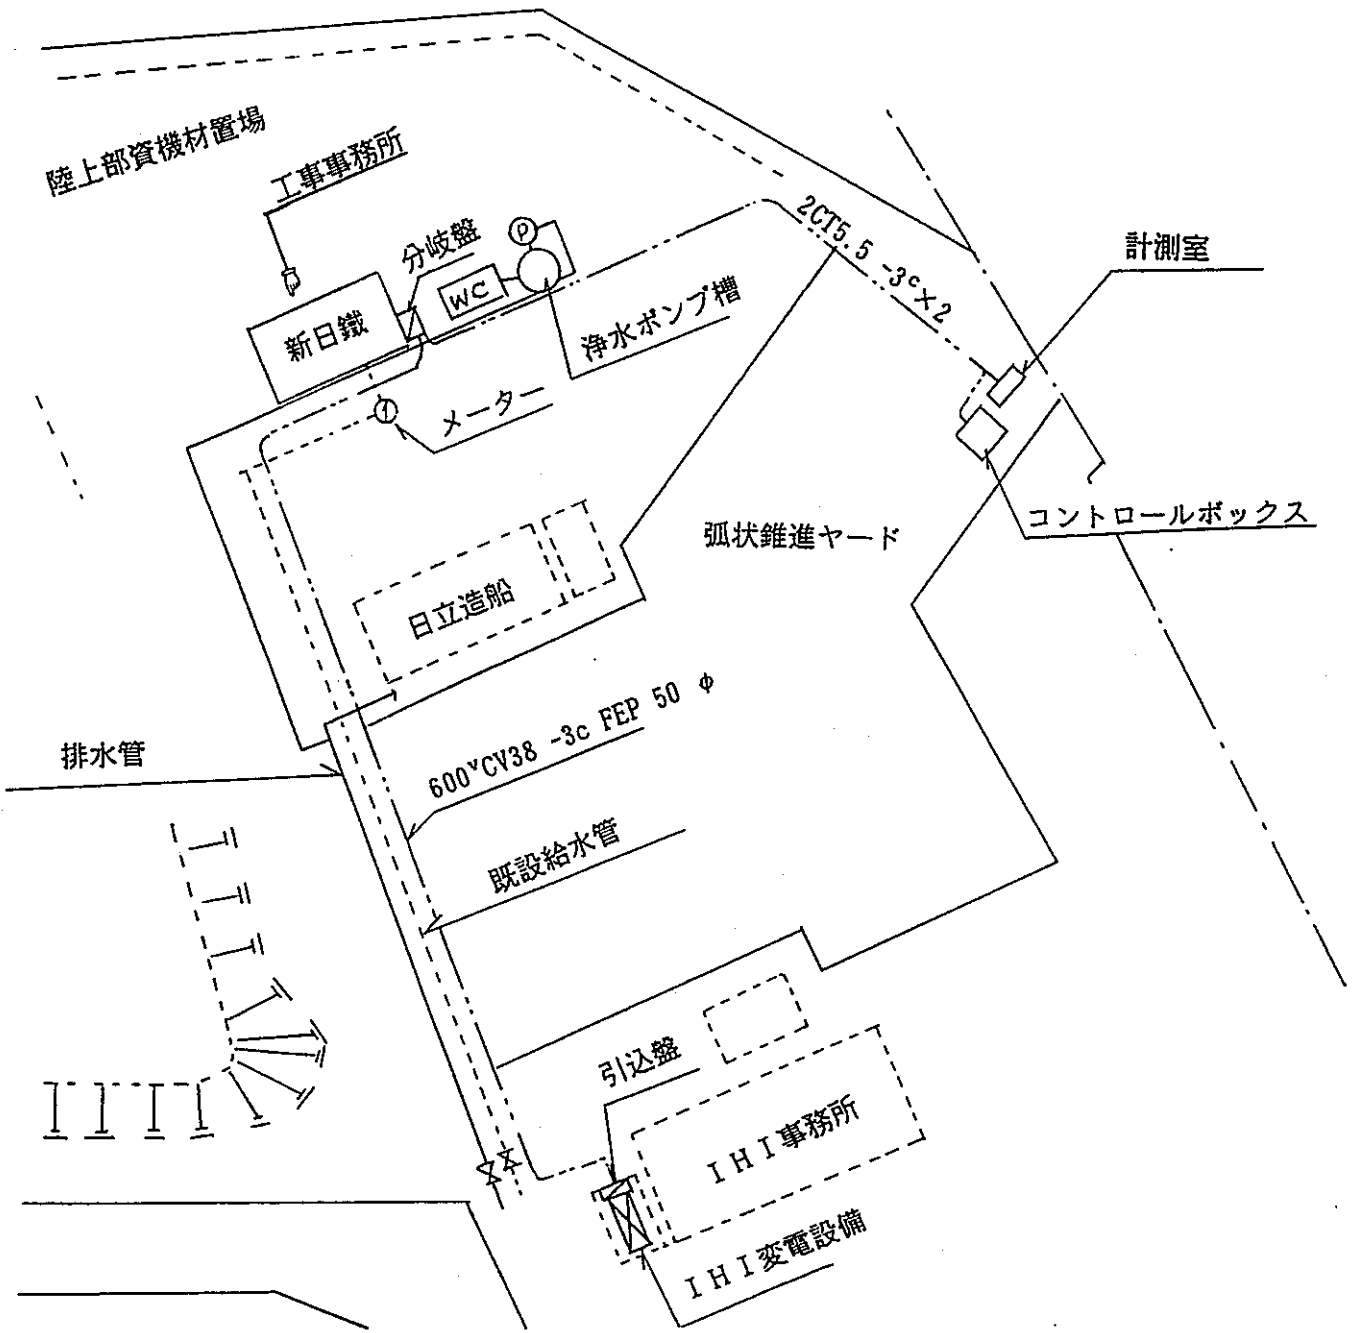 陸上部資機材置場
工事事務所
分岐盤
P
WC
新日鐵
浄水ポンプ槽
メーター
1
2CT5.5 -3c×2
計測室
コントロールボックス
弧状錐進ヤード
日立造船
600VCV38 -3c FEP 50 φ
排水管
既設給水管
引込盤
IHI事務所
IHI変電設備